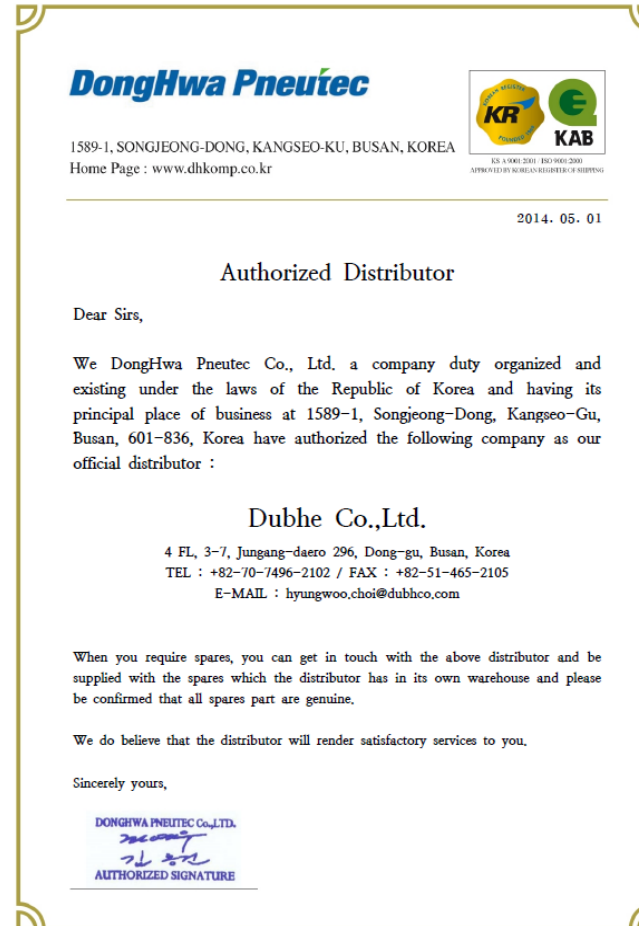 DongHwa Pneutec
KOREAN REGISTER
KR
FOUNDED 1960
KAB
1589-1, SONGJEONG-DONG, KANGSEO-KU, BUSAN, KOREA
Home Page : www.dhkomp.co.kr
KS A 9001:2001 / ISO 9001:2000
APPROVED BY KOREAN REGISTER OF SHIPPING
2014. 05. 01
Authorized Distributor
Dear Sirs,
We DongHwa Pneutec Co., Ltd. a company duty organized and
existing under the laws of the Republic of Korea and having its
principal place of business at 1589-1, Songjeong-Dong, Kangseo-Gu,
Busan, 601-836, Korea have authorized the following company as our
official distributor :
Dubhe Co.,Ltd.
4 FL, 3-7, Jungang-daero 296, Dong-gu, Busan, Korea
TEL : +82-70-7496-2102 / FAX : +82-51-465-2105
E-MAIL : hyungwoo.choi@dubhco.com
When you require spares, you can get in touch with the above distributor and be
supplied with the spares which the distributor has in its own warehouse and please
be confirmed that all spares part are genuine.
We do believe that the distributor will render satisfactory services to you.
Sincerely yours,
DONGHWA PNEUTEC Co.,LTD.
AUTHORIZED SIGNATURE